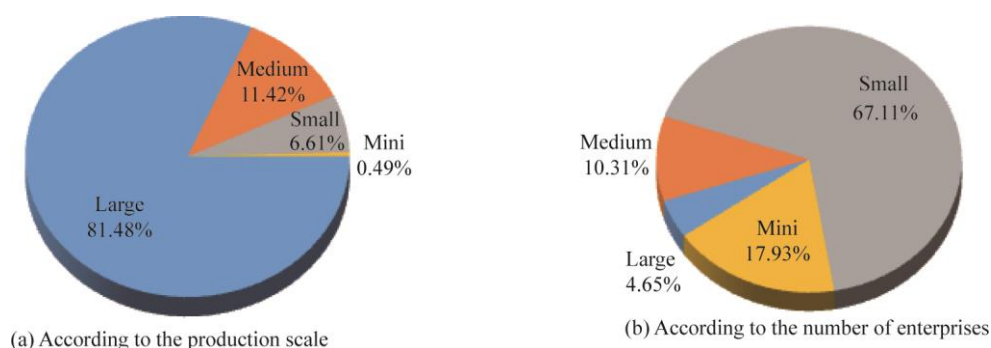 Medium
11.42%
Small
6.61%
Mini
0.49%
Large
81.48%
(a) According to the production scale
Small
67.11%
Medium
10.31%
Mini
17.93%
Large
4.65%
(b) According to the number of enterprises